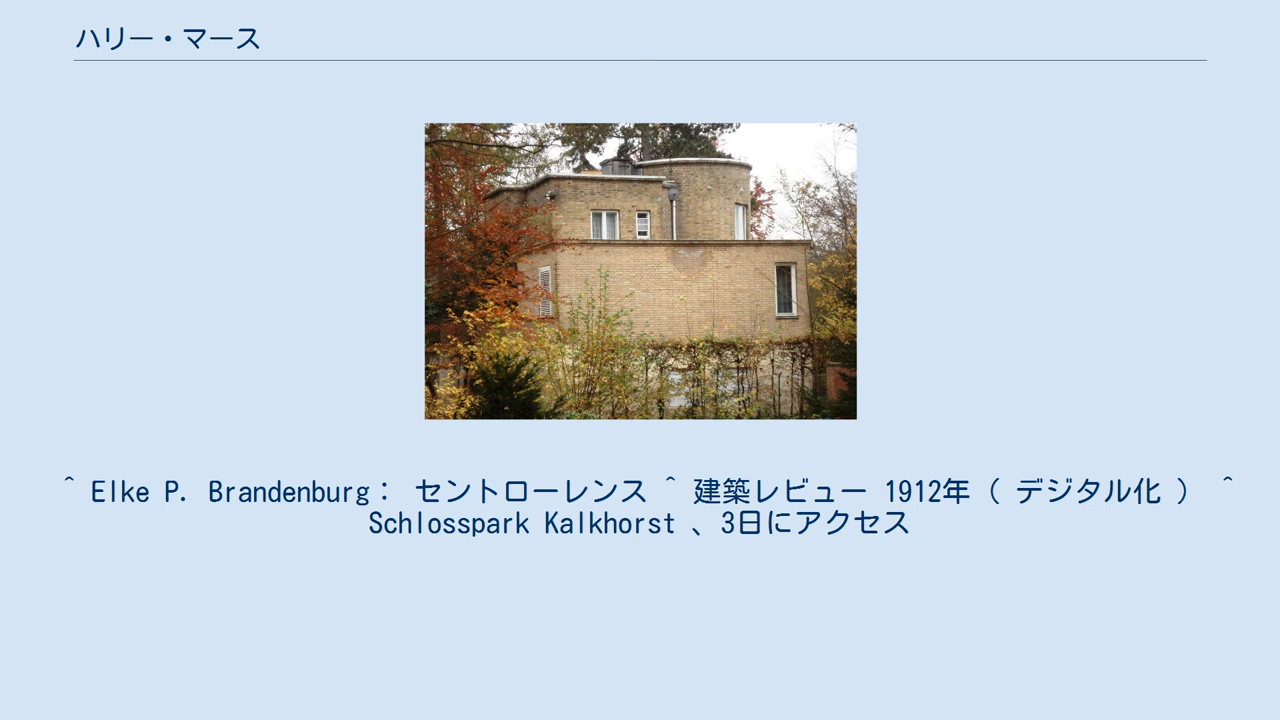 ハリー・マース
^ Elke P. Brandenburg： セントローレンス ^ 建築レビュー 1912年（ デジタル化 ） ^
Schlosspark Kalkhorst 、3日にアクセス